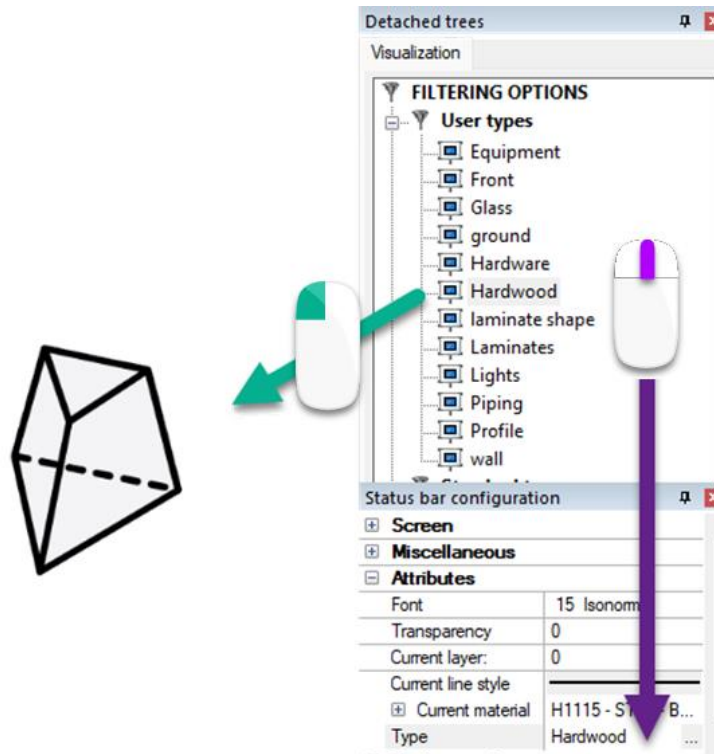 Detached trees
Visualization
FILTERING OPTIONS
User types
Equipment
Front
Glass
ground
Hardware
Hardwood
laminate shape
Laminates
Lights
Piping
Profile
wall
Status bar configuration
Screen
Miscellaneous
Attributes
Font 15 Isonorm
Transparency 0
Current layer: 0
Current line style
Current material H1115 - B...
Type Hardwood ...